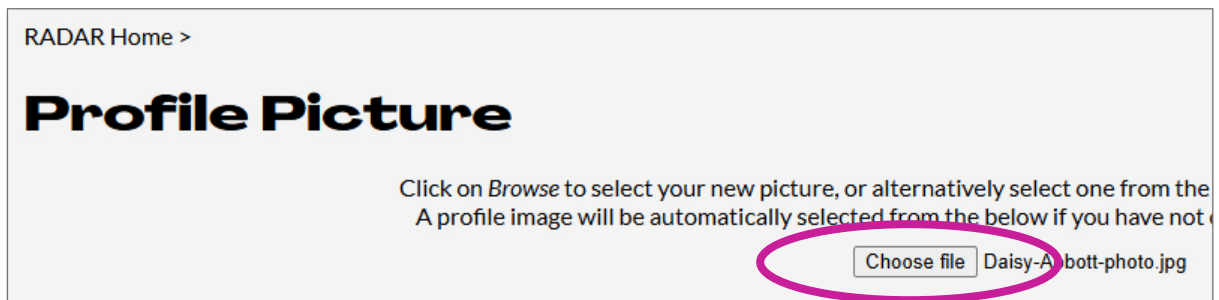 RADAR Home >
Profile Picture
Click on Browse to select your new picture, or alternatively select one from the
A profile image will be automatically selected from the below if you have not
Choose file Daisy-Abbott-photo.jpg